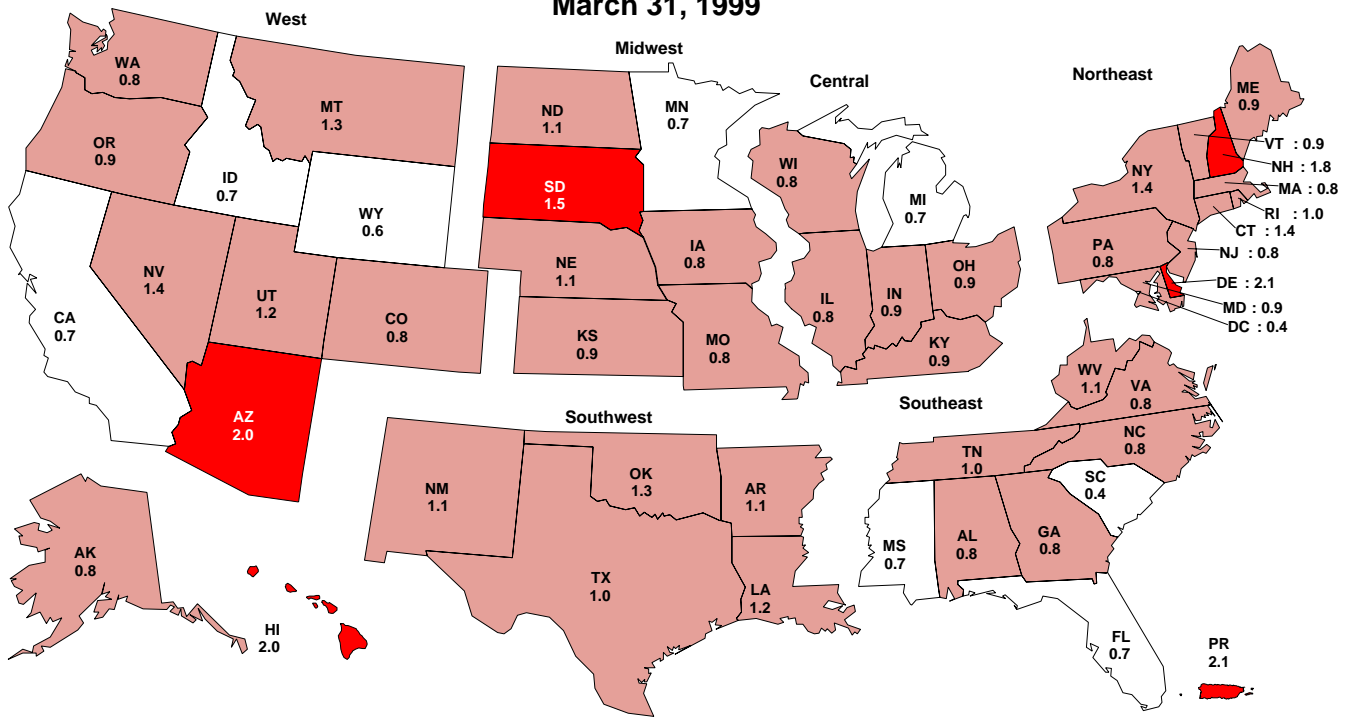 March 31, 1999
West
Midwest
Central
Northeast
Southwest
Southeast
WA
0.8
OR
0.9
CA
0.7
ID
0.7
MT
1.3
WY
0.6
NV
1.4
UT
1.2
CO
0.8
AZ
2.0
AK
0.8
HI
2.0
ND
1.1
SD
1.5
NE
1.1
KS
0.9
MN
0.7
IA
0.8
MO
0.8
WI
0.8
MI
0.7
IL
0.8
IN
0.9
OH
0.9
KY
0.9
ME
0.9
VT : 0.9
NH : 1.8
MA : 0.8
RI : 1.0
CT : 1.4
NJ : 0.8
DE : 2.1
MD : 0.9
DC : 0.4
NY
1.4
PA
0.8
NM
1.1
OK
1.3
AR
1.1
TX
1.0
LA
1.2
WV
1.1
VA
0.8
NC
0.8
TN
1.0
SC
0.4
MS
0.7
AL
0.8
GA
0.8
FL
0.7
PR
2.1